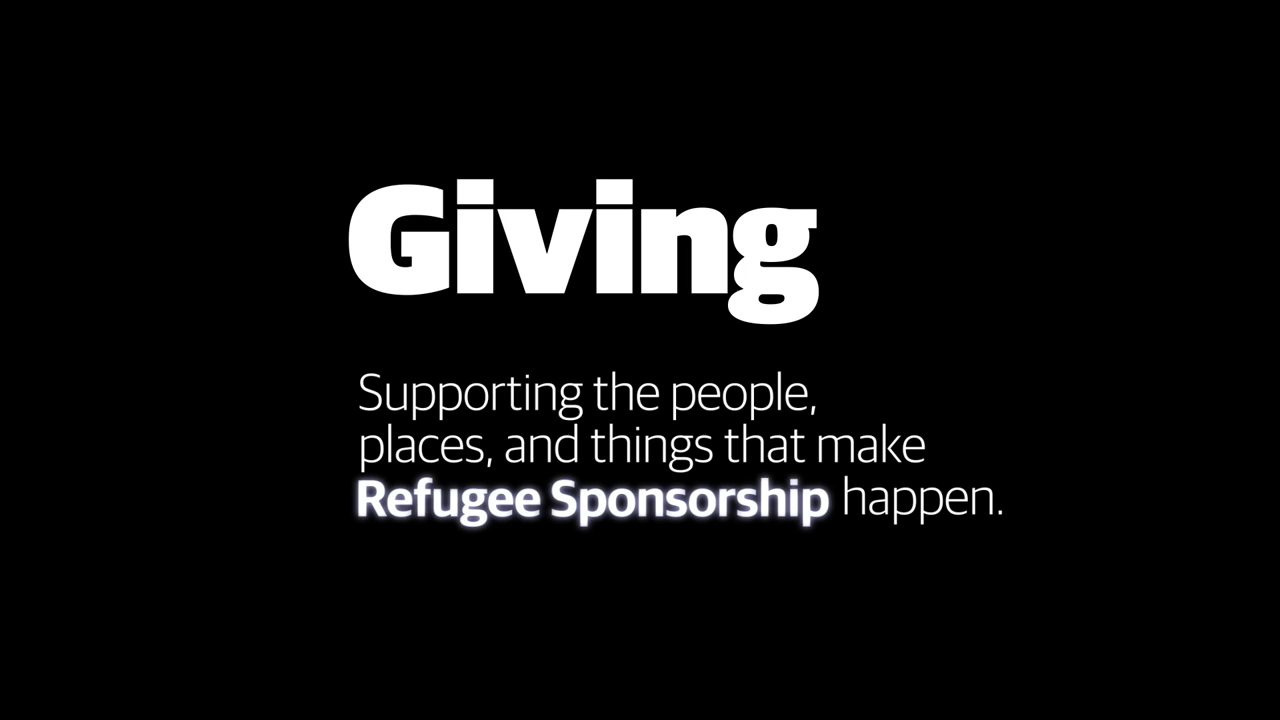 Giving
Supporting the people,
places, and things that make
Refugee Sponsorship happen.